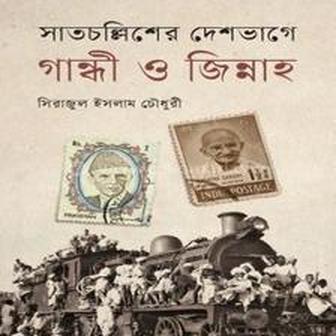 সাতচল্লিশের দেশভাগে
গান্ধী ও জিন্নাহ
সিরাজুল ইসলাম চৌধুরী
PAKISTAN
INDIA POSTAGE